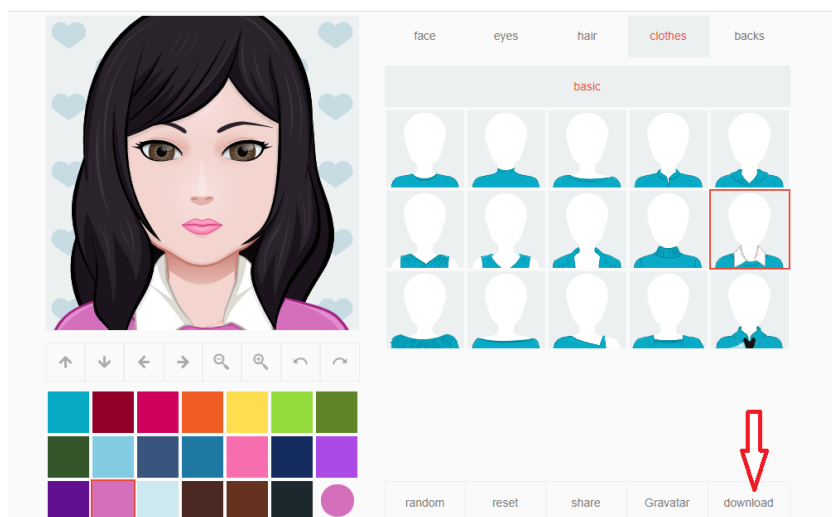 face eyes hair clothes backs
basic
random reset share Gravatar download